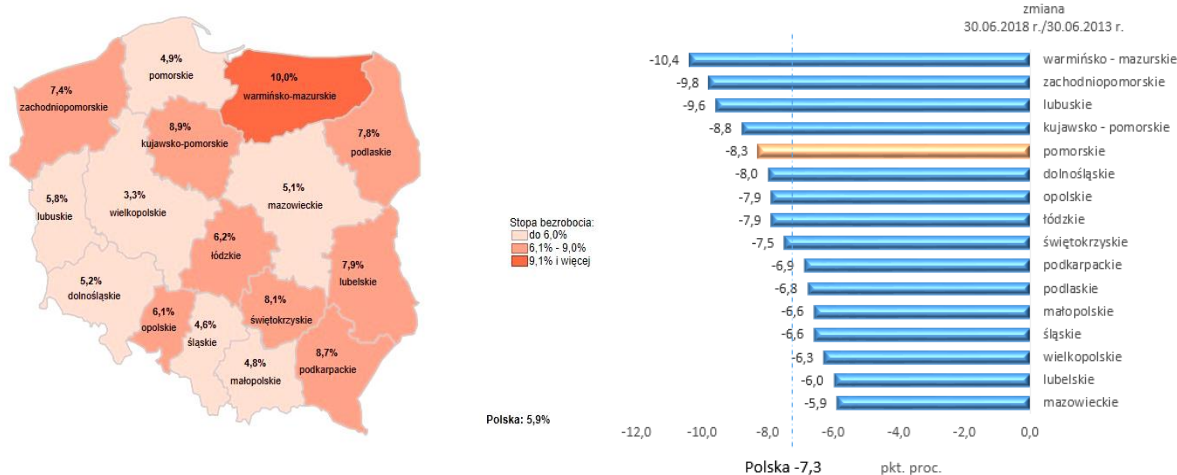 4,9%
pomorskie
10,0%
warmińsko-mazurskie
7,4%
zachodniopomorskie
8,9%
kujawsko-pomorskie
7,8%
podlaskie
5,8%
lubuskie
3,3%
wielkopolskie
5,1%
mazowieckie
6,2%
łódzkie
7,9%
lubelskie
5,2%
dolnośląskie
6,1%
opolskie
4,6%
śląskie
8,1%
świętokrzyskie
4,8%
małopolskie
8,7%
podkarpackie
Stopa bezrobocia:
do 6,0%
6,1% - 9,0%
9,1% i więcej
Polska: 5,9%
zmiana
30.06.2018 r./30.06.2013 r.
-10,4 warmińsko - mazurskie
-9,8 zachodniopomorskie
-9,6 lubuskie
-8,8 kujawsko - pomorskie
-8,3 pomorskie
-8,0 dolnośląskie
-7,9 opolskie
-7,9 łódzkie
-7,5 świętokrzyskie
-6,9 podkarpackie
-6,8 podlaskie
-6,6 małopolskie
-6,6 śląskie
-6,3 wielkopolskie
-6,0 lubelskie
-5,9 mazowieckie
-12,0 -10,0 -8,0 -6,0 -4,0 -2,0 0,0
Polska -7,3 pkt. proc.